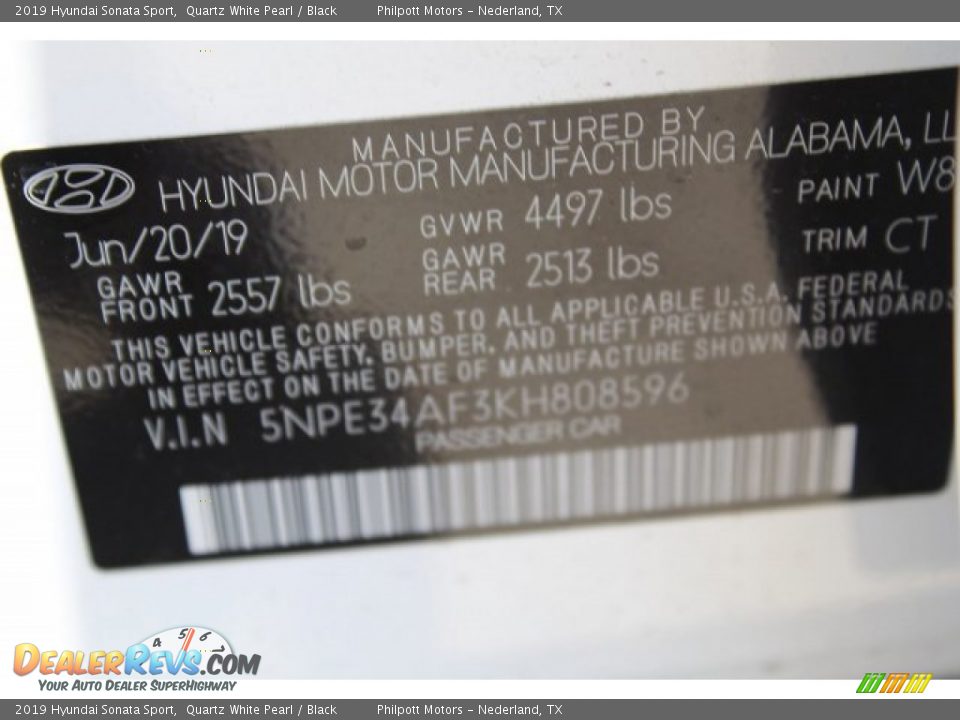 2019 Hyundai Sonata Sport, Quartz White Pearl / Black Philpott Motors - Nederland, TX
MANUFACTURED BY
HYUNDAI MOTOR MANUFACTURING ALABAMA, LL
Jun/20/19 GVWR 4497 lbs PAINT W8
GAWR FRONT 2557 lbs GAWR REAR 2513 lbs TRIM CT
THIS VEHICLE CONFORMS TO ALL APPLICABLE U.S.A. FEDERAL
MOTOR VEHICLE SAFETY, BUMPER, AND THEFT PREVENTION STANDARDS
IN EFFECT ON THE DATE OF MANUFACTURE SHOWN ABOVE
V.I.N 5NPE34AF3KH808596
PASSENGER CAR
4 5 6
DEALERREVS.COM
YOUR AUTO DEALER SUPERHIGHWAY
2019 Hyundai Sonata Sport, Quartz White Pearl / Black Philpott Motors - Nederland, TX